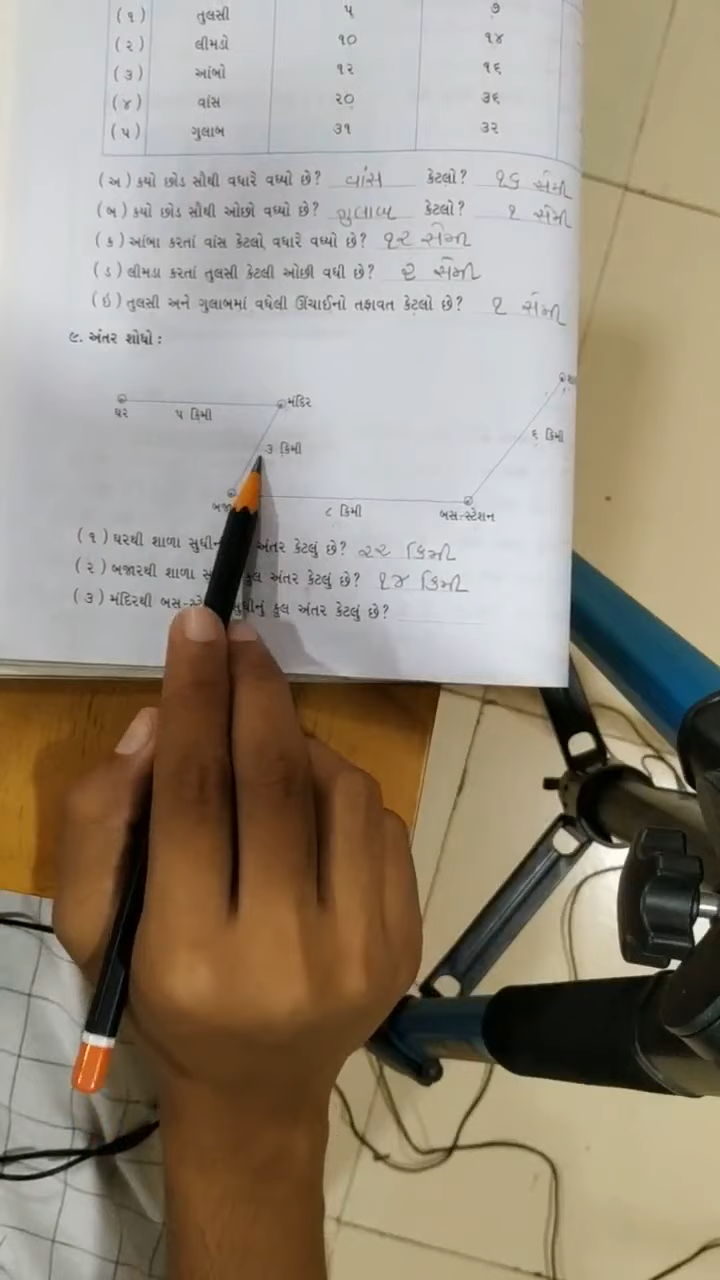 (૧) તુલસી ૫ ૭
(૨) લીમડો ૧૦ ૧૪
(૩) આંબો ૧૨ ૧૬
(૪) વાંસ ૨૦ ૩૬
(૫) ગુલાબ ૩૧ ૩૨
(અ) કયો છોડ સૌથી વધારે વધ્યો છે? વાંસ કેટલો? ૧૬ સેમી
(બ) કયો છોડ સૌથી ઓછો વધ્યો છે? ગુલાબ કેટલો? ૧ સેમી
(ક) આંબા કરતાં વાંસ કેટલો વધારે વધ્યો છે? ૧૨ સેમી
(ડ) લીમડા કરતાં તુલસી કેટલી ઓછી વધી છે? ૨ સેમી
(ઇ) તુલસી અને ગુલાબમાં વધેલી ઊંચાઈનો તફાવત કેટલો છે? ૧ સેમી
૯. અંતર શોધો :
ઘર ૫ કિમી મંદિર
૬ કિમી
૩ કિમી
૮ કિમી બસ-સ્ટેશન
(૧) ઘરથી શાળા અંતર કેટલું છે? ૨૨ કિમી
(૨) બજારથી શાળા કુલ અંતર કેટલું છે? ૧૪ કિમી
(૩) મંદિરથી સુધીનું કુલ અંતર કેટલું છે?